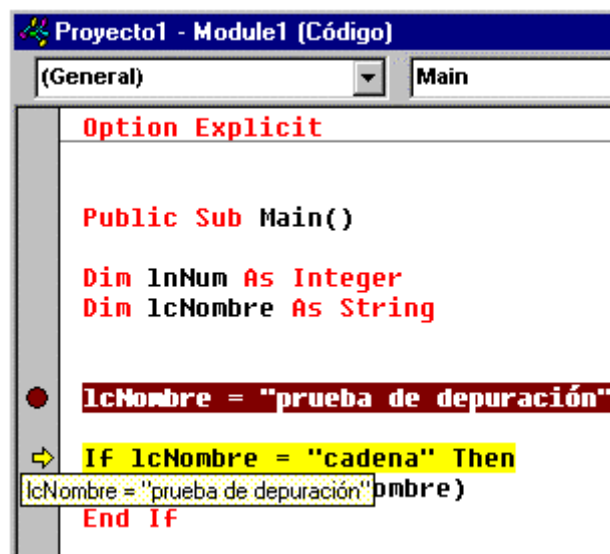 Proyecto1 - Module1 (Código)
(General) Main
Option Explicit
Public Sub Main()
Dim lnNum As Integer
Dim lcNombre As String
lcNombre = "prueba de depuración"
If lcNombre = "cadena" Then
lcNombre = "prueba de depuración" ombre)
End If